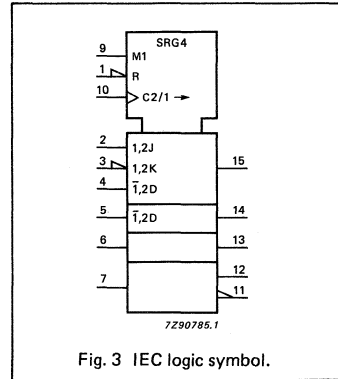 SRG4
9 M1
1 R
10 C2/1 →
2 1,2J
3 1,2K 15
4 1̅,2D
5 1̅,2D 14
6 13
7 12
11
7Z90785.1
Fig. 3 IEC logic symbol.